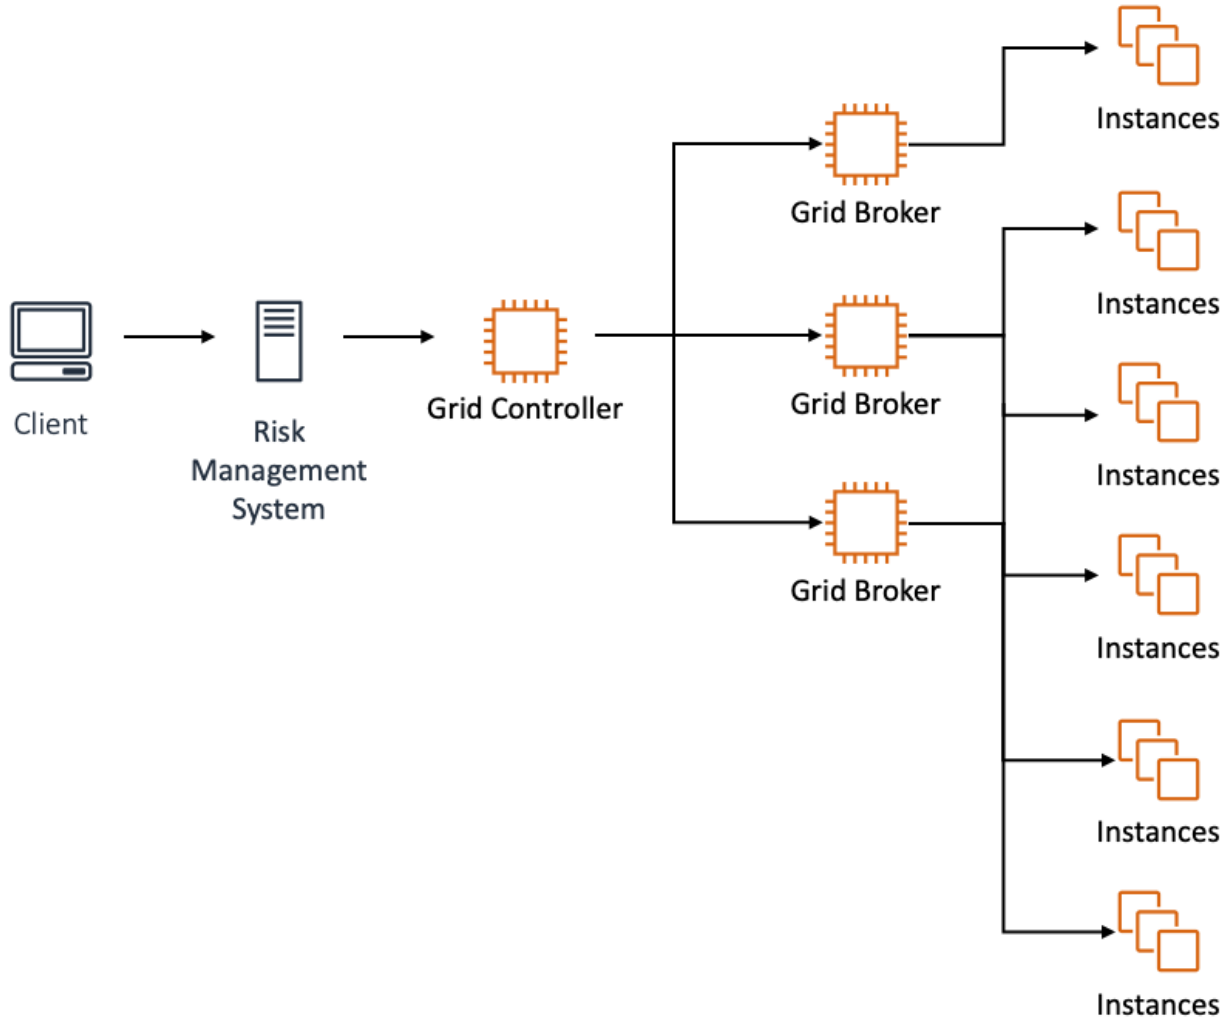 Client
Risk
Management
System
Grid Controller
Grid Broker
Grid Broker
Grid Broker
Instances
Instances
Instances
Instances
Instances
Instances